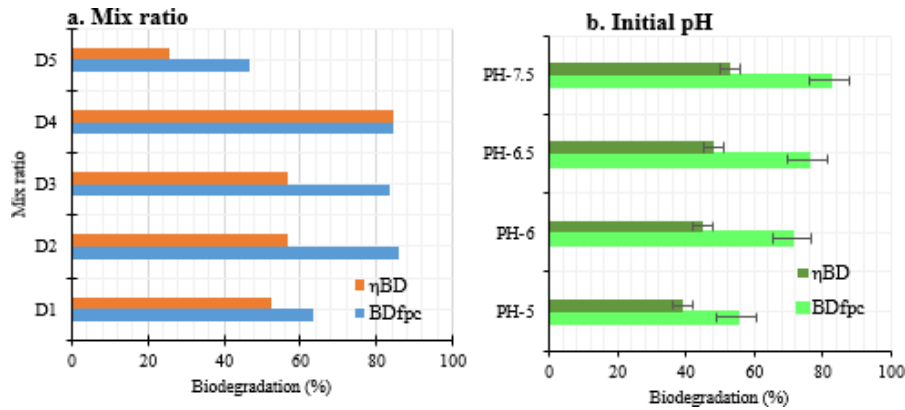 a. Mix ratio
Mix ratio
D5
D4
D3
D2
D1
ηBD
BDfpc
0 20 40 60 80 100
Biodegradation (%)
b. Initial pH
PH-7.5
PH-6.5
PH-6
PH-5
ηBD
BDfpc
0 20 40 60 80 100
Biodegradation (%)